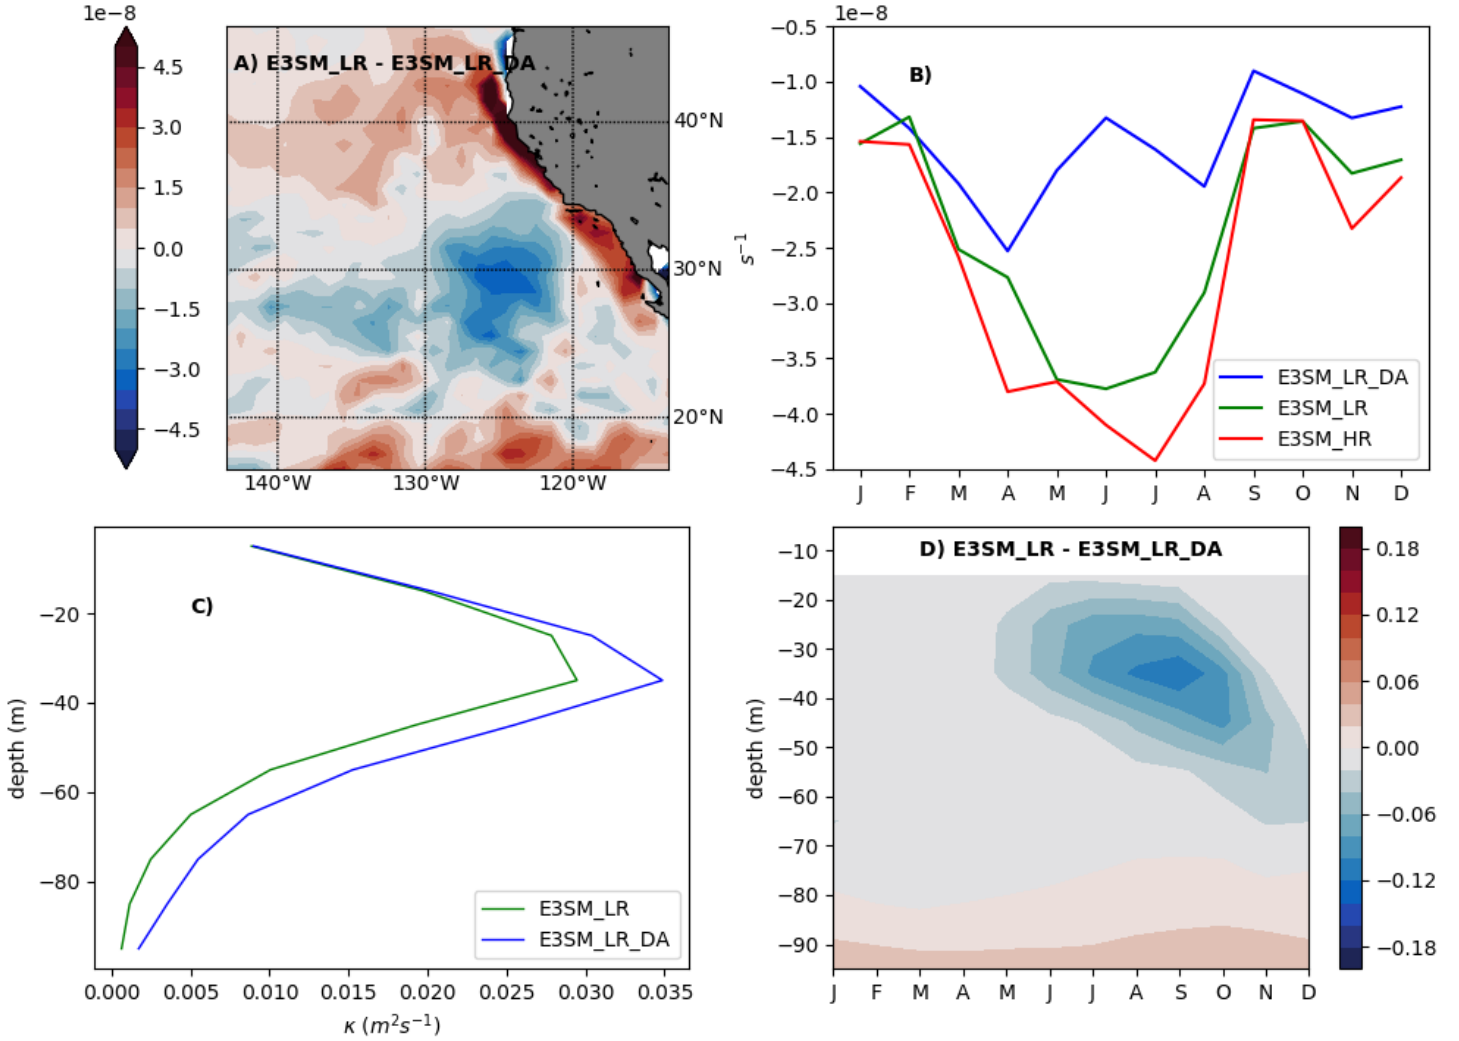 1e−8
4.5
3.0
1.5
0.0
−1.5
−3.0
−4.5
A) E3SM_LR - E3SM_LR_DA
40°N
30°N
20°N
140°W 130°W 120°W
1e−8
B)
s⁻¹
−0.5
−1.0
−1.5
−2.0
−2.5
−3.0
−3.5
−4.0
−4.5
E3SM_LR_DA
E3SM_LR
E3SM_HR
J F M A M J J A S O N D
C)
depth (m)
−20
−40
−60
−80
E3SM_LR
E3SM_LR_DA
0.000 0.005 0.010 0.015 0.020 0.025 0.030 0.035
κ (m²s⁻¹)
D) E3SM_LR - E3SM_LR_DA
depth (m)
−10
−20
−30
−40
−50
−60
−70
−80
−90
J F M A M J J A S O N D
0.18
0.12
0.06
0.00
−0.06
−0.12
−0.18